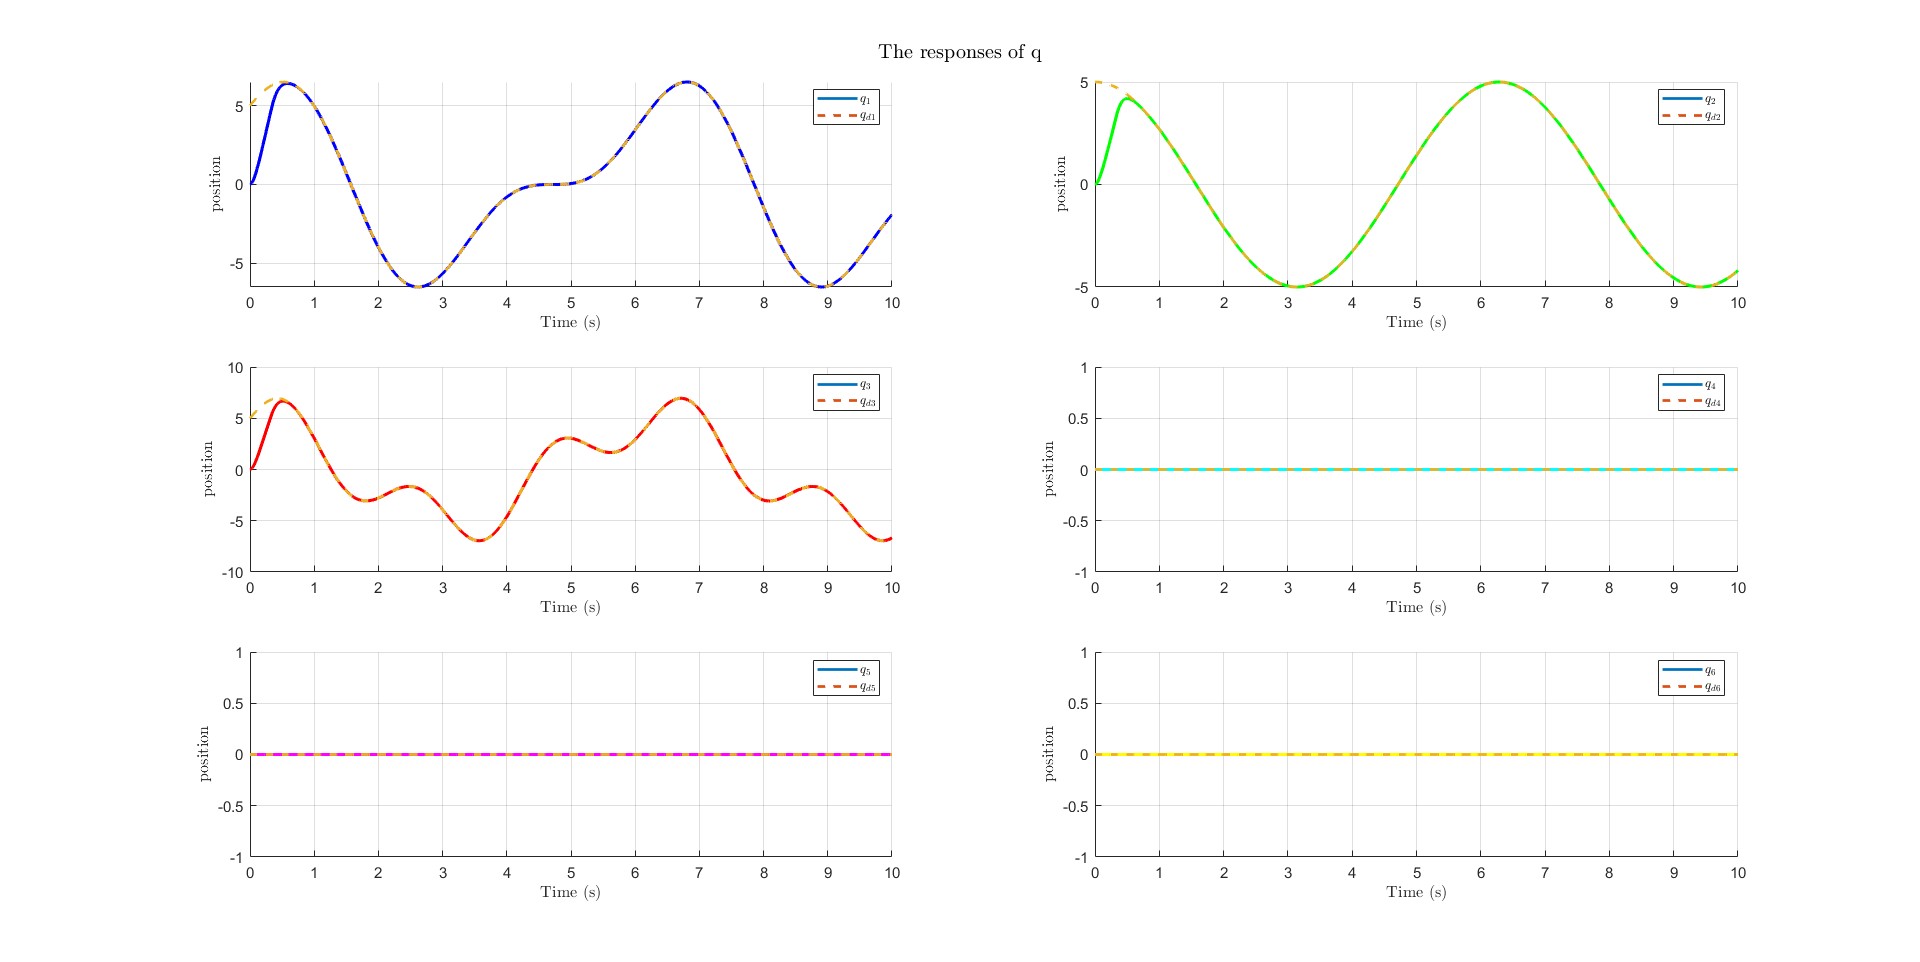 The responses of q
5
0
-5
position
0 1 2 3 4 5 6 7 8 9 10
Time (s)
q1
qd1
5
0
-5
position
0 1 2 3 4 5 6 7 8 9 10
Time (s)
q2
qd2
10
5
0
-5
-10
position
0 1 2 3 4 5 6 7 8 9 10
Time (s)
q3
qd3
1
0.5
0
-0.5
-1
position
0 1 2 3 4 5 6 7 8 9 10
Time (s)
q4
qd4
1
0.5
0
-0.5
-1
position
0 1 2 3 4 5 6 7 8 9 10
Time (s)
q5
qd5
1
0.5
0
-0.5
-1
position
0 1 2 3 4 5 6 7 8 9 10
Time (s)
q6
qd6